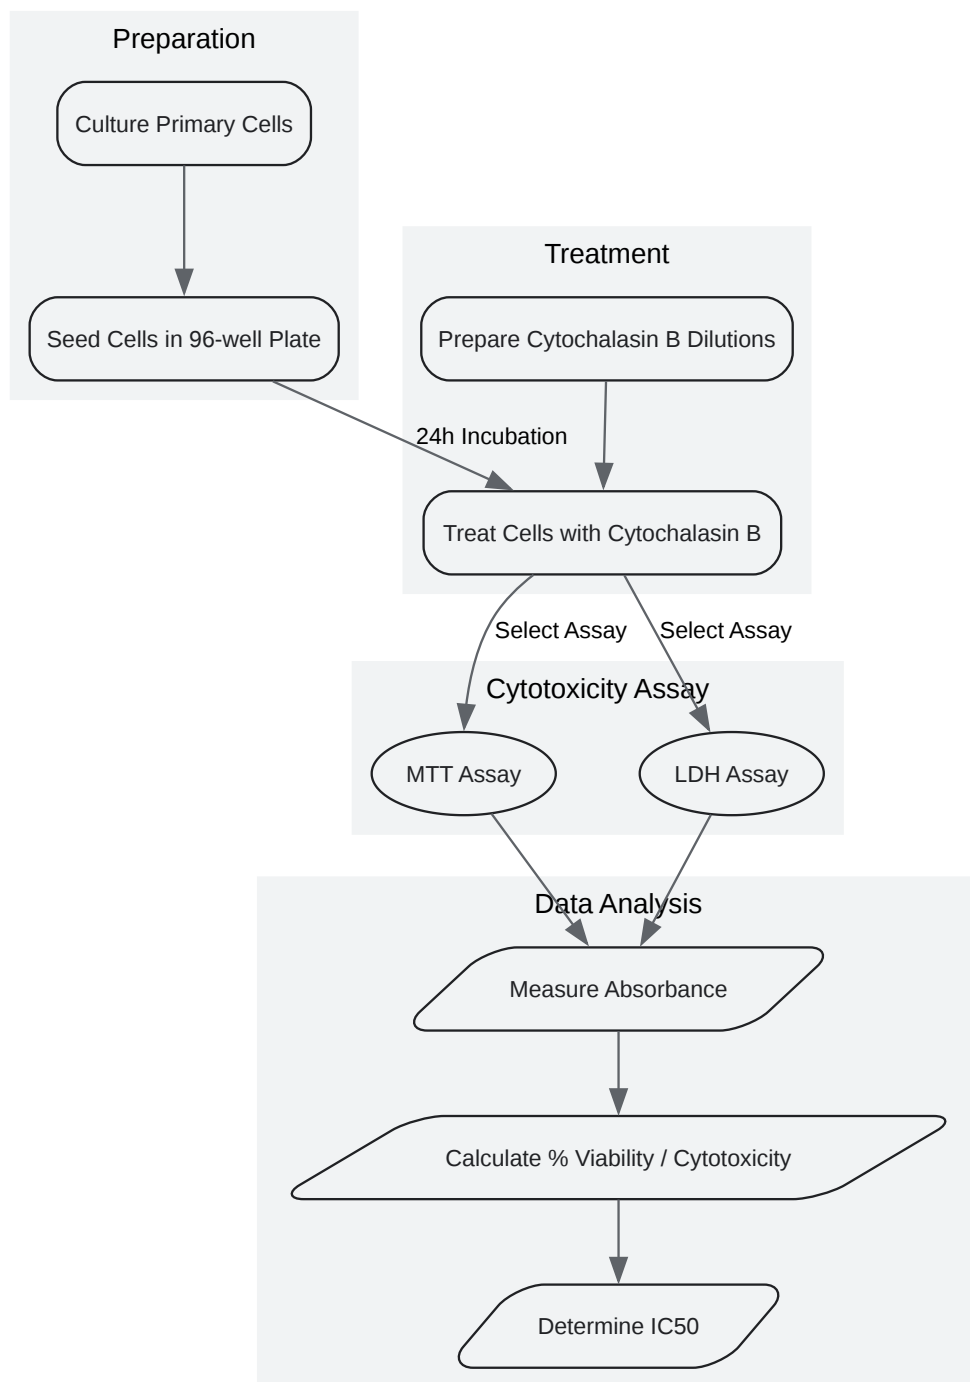 Preparation
Culture Primary Cells
Seed Cells in 96-well Plate
Treatment
Prepare Cytochalasin B Dilutions
24h Incubation
Treat Cells with Cytochalasin B
Select Assay
Select Assay
Cytotoxicity Assay
MTT Assay
LDH Assay
Data Analysis
Measure Absorbance
Calculate % Viability / Cytotoxicity
Determine IC50